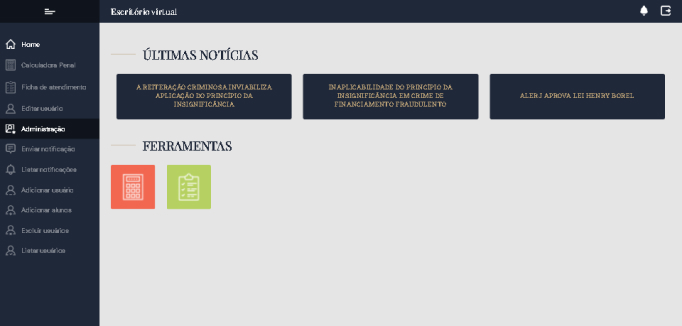 Escritório virtual
Home
Calculadora Penal
Ficha de atendimento
Editar usuário
Administração
Enviar notificação
Listar notificações
Adicionar usuário
Adicionar alunos
Excluir usuários
Listar usuários
ÚLTIMAS NOTÍCIAS
A REITERAÇÃO CRIMINOSA INVIABILIZA
APLICAÇÃO DO PRINCÍPIO DA
INSIGNIFICÂNCIA
INAPLICABILIDADE DO PRINCÍPIO DA
INSIGNIFICÂNCIA EM CRIME DE
FINANCIAMENTO FRAUDULENTO
ALERJ APROVA LEI HENRY BOREL
FERRAMENTAS